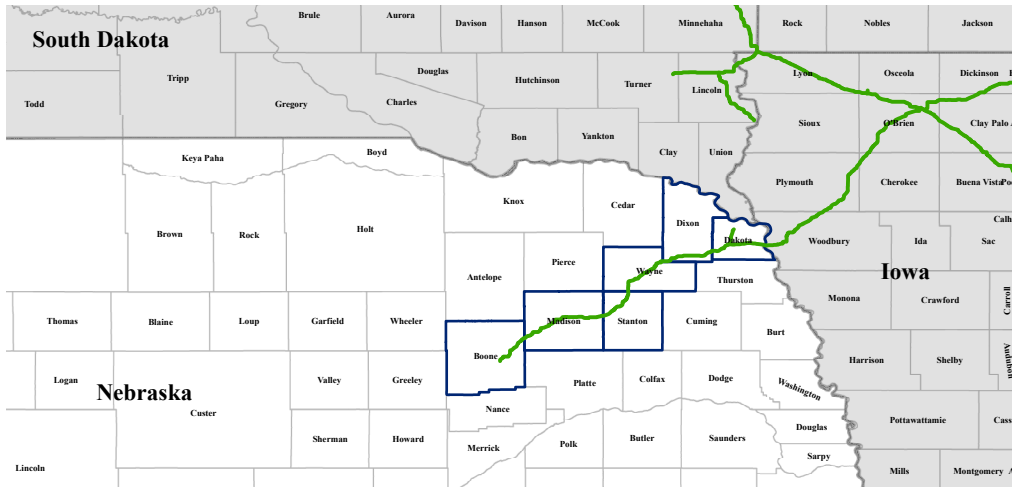 Brule
Aurora
Davison
Hanson
McCook
Minnehaha
Rock
Nobles
Jackson
South Dakota
Todd
Tripp
Gregory
Douglas
Charles
Hutchinson
Turner
Lincoln
Lyon
Osceola
Dickinson
Bon
Yankton
Clay
Union
Sioux
O'Brien
Clay
Palo
Keya Paha
Boyd
Knox
Cedar
Dixon
Dakota
Plymouth
Cherokee
Buena Vista
Brown
Rock
Holt
Antelope
Pierce
Wayne
Thurston
Woodbury
Ida
Sac
Calh
Iowa
Thomas
Blaine
Loup
Garfield
Wheeler
Madison
Stanton
Cuming
Burt
Monona
Crawford
Carroll
Boone
Harrison
Shelby
Audubon
Logan
Nebraska
Custer
Valley
Greeley
Platte
Colfax
Dodge
Washington
Nance
Pottawattamie
Cass
Sherman
Howard
Merrick
Polk
Butler
Saunders
Douglas
Sarpy
Lincoln
Mills
Montgomery